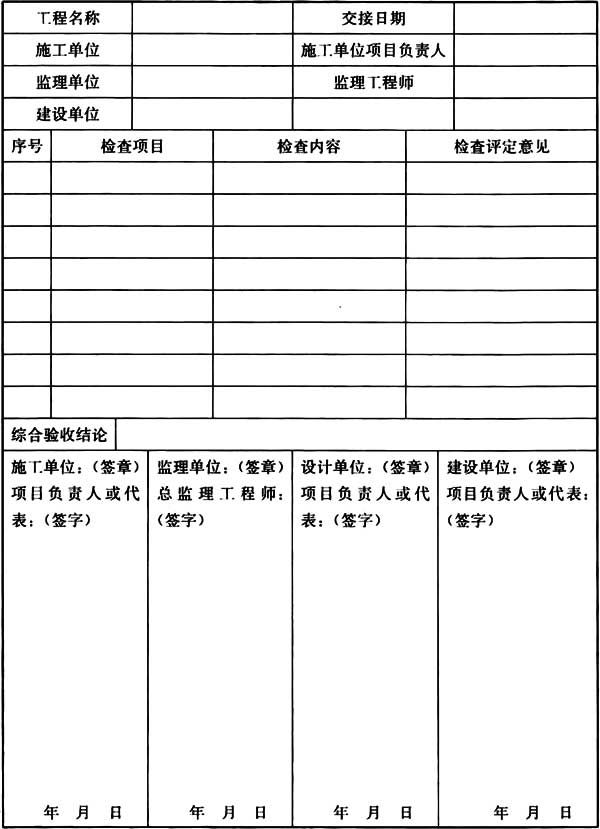 工程名称 交接日期
施工单位 施工单位项目负责人
监理单位 监理工程师
建设单位
序号 检查项目 检查内容 检查评定意见
综合验收结论
施工单位：（签章）
项目负责人或代
表：（签字）
年 月 日
监理单位：（签章）
总监理工程师：
（签字）
年 月 日
设计单位：（签章）
项目负责人或代
表：（签字）
年 月 日
建设单位：（签章）
项目负责人或代表：
（签字）
年 月 日